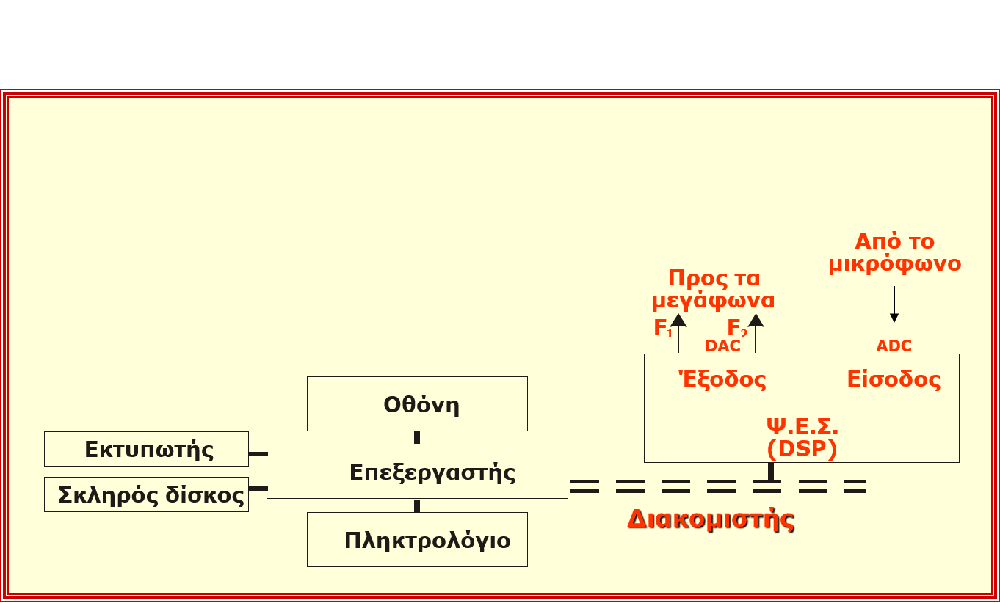 Από το
μικρόφωνο
Προς τα
μεγάφωνα
F1 F2
DAC ADC
Έξοδος Είσοδος
Ψ.Ε.Σ.
(DSP)
Οθόνη
Εκτυπωτής
Επεξεργαστής
Σκληρός δίσκος
Διακομιστής
Πληκτρολόγιο